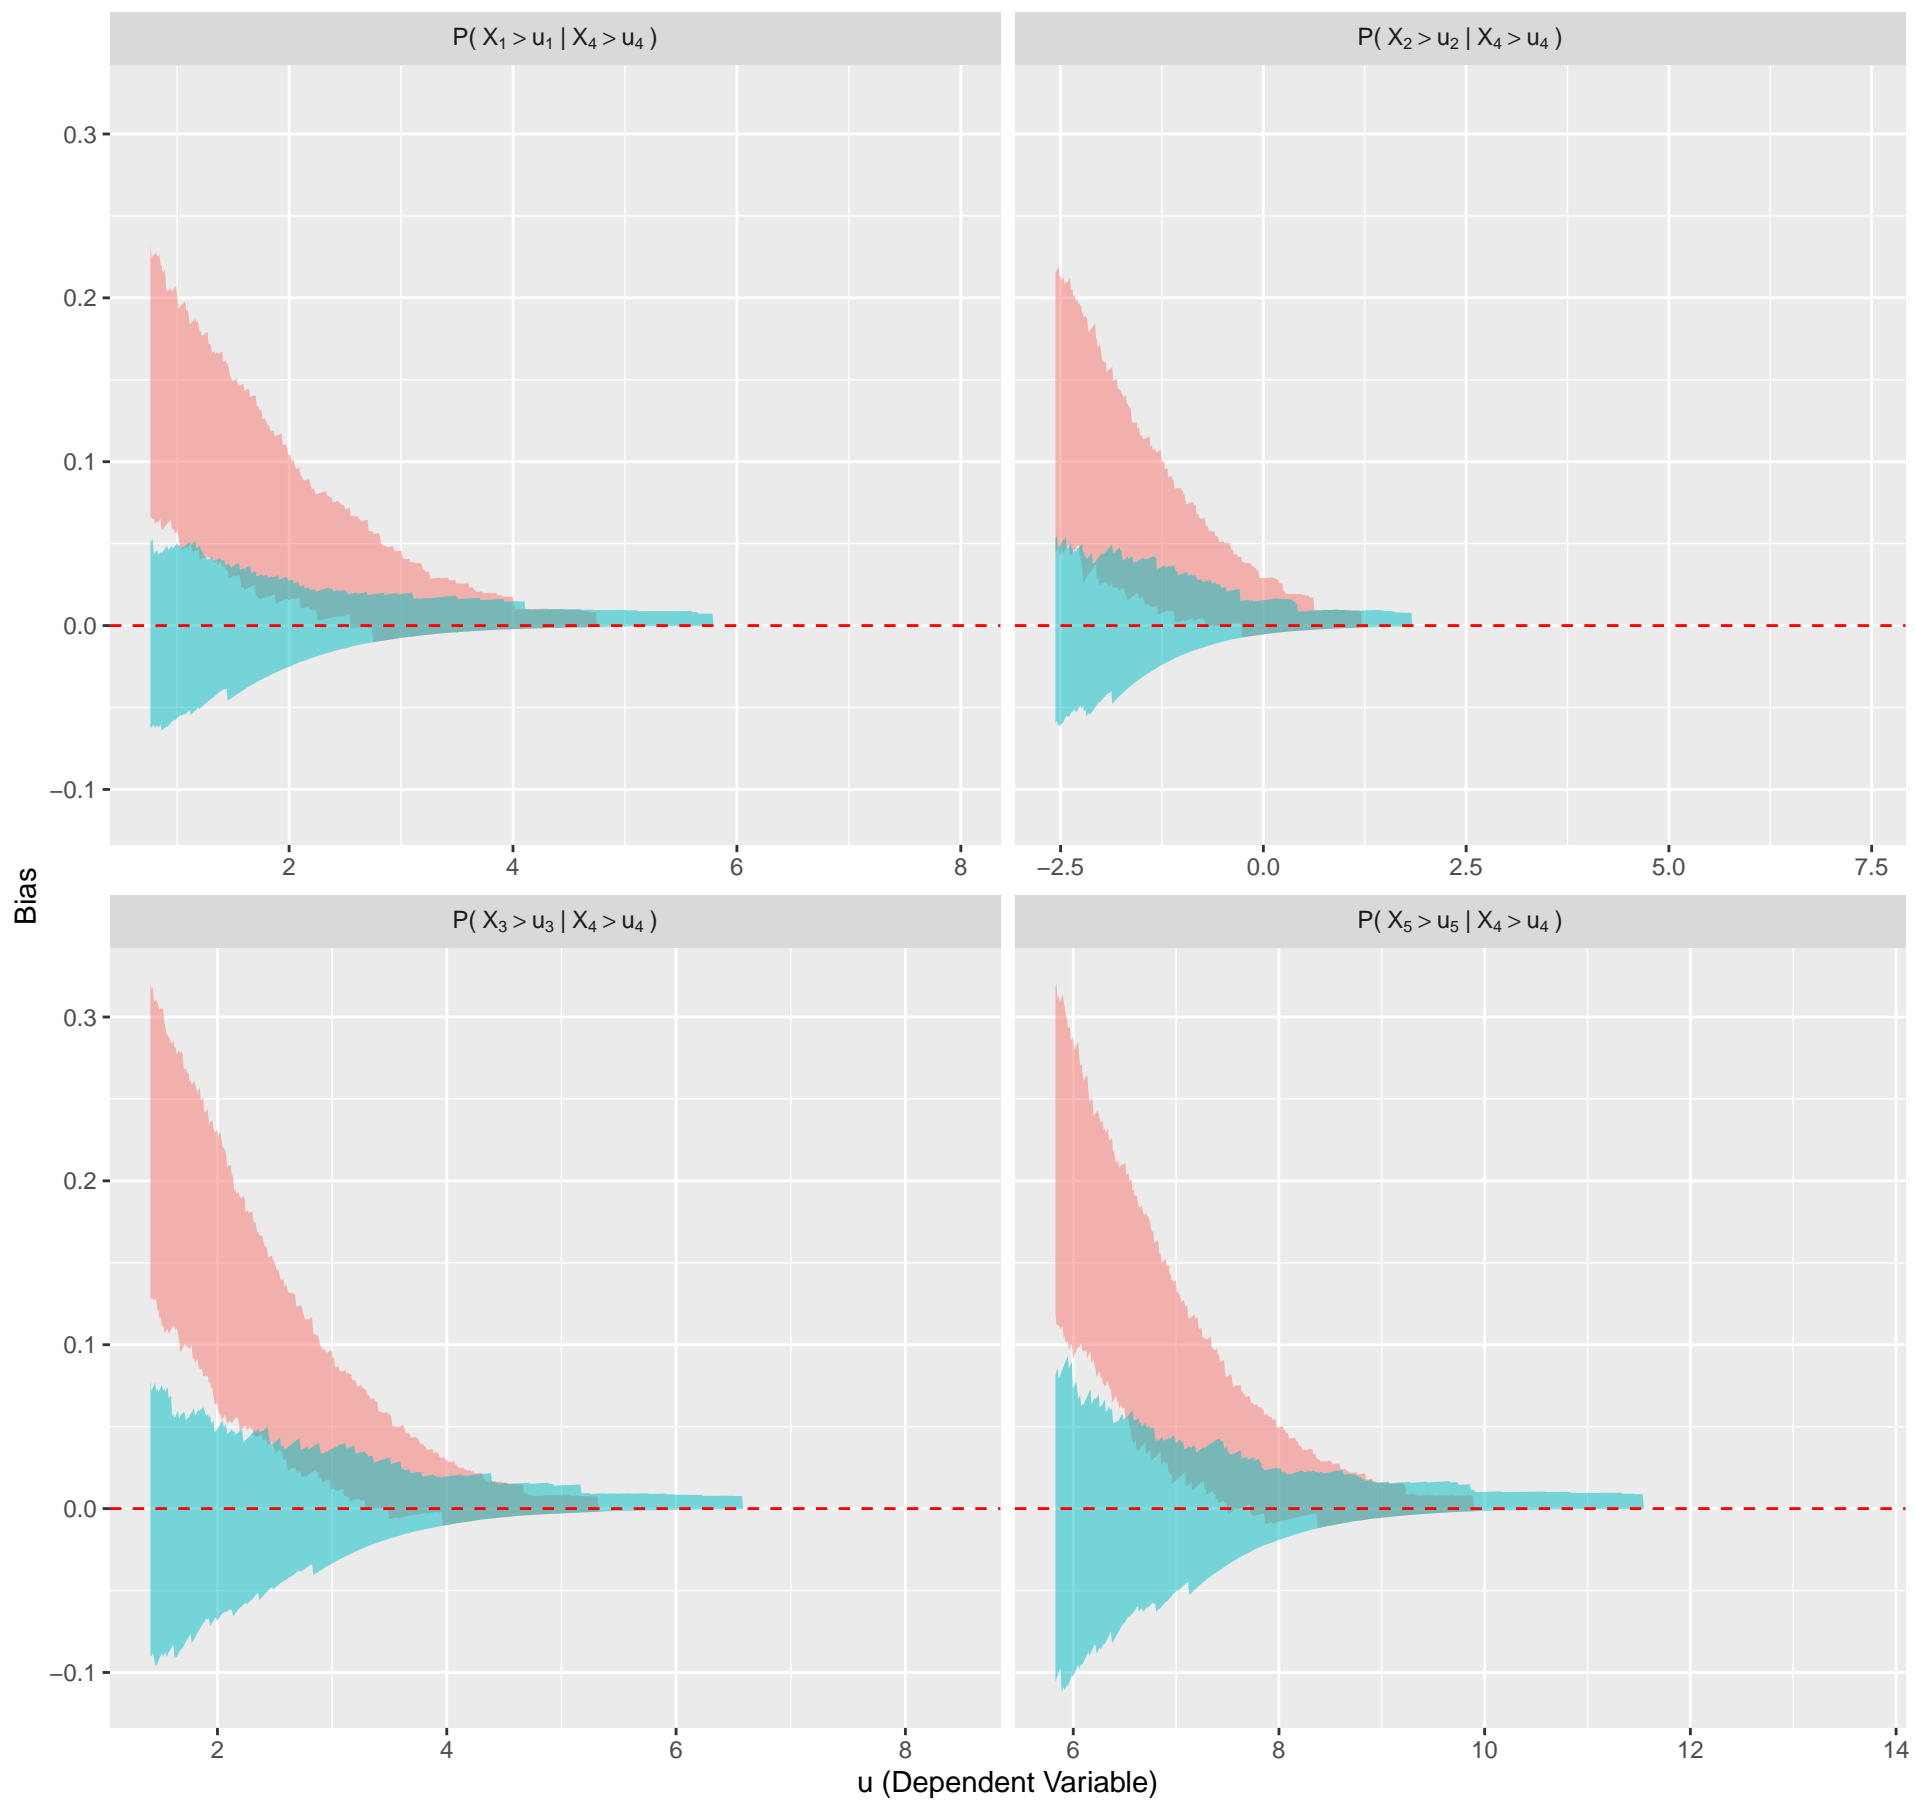 P( X₁ > u₁ | X₄ > u₄ )
P( X₂ > u₂ | X₄ > u₄ )
0.3
0.2
0.1
0.0
−0.1
2 4 6 8
−2.5 0.0 2.5 5.0 7.5
Bias
P( X₃ > u₃ | X₄ > u₄ )
P( X₅ > u₅ | X₄ > u₄ )
0.3
0.2
0.1
0.0
−0.1
2 4 6 8
6 8 10 12 14
u (Dependent Variable)